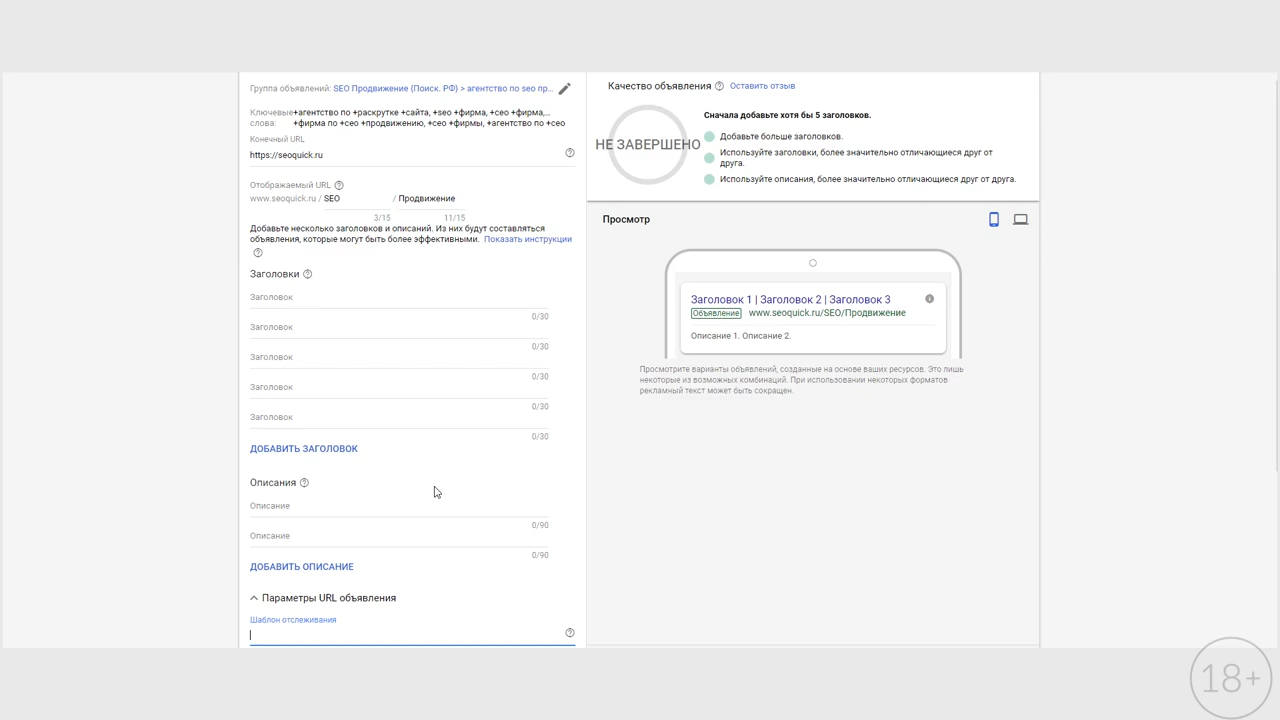 Группа объявлений: SEO Продвижение (Поиск. РФ) > агентство по seo пр...
Ключевые слова: +агентство по +раскрутке +сайта, +seo +фирма, +сео +фирма,...
+фирма по +сео +продвижению, +сео +фирмы, +агентство по +сео
Конечный URL
https://seoquick.ru
Отображаемый URL
www.seoquick.ru / SEO / Продвижение
3/15 11/15
Добавьте несколько заголовков и описаний. Из них будут составляться
объявления, которые могут быть более эффективными. Показать инструкции
Заголовки
Заголовок
0/30
Заголовок
0/30
Заголовок
0/30
Заголовок
0/30
Заголовок
0/30
ДОБАВИТЬ ЗАГОЛОВОК
Описания
Описание
0/90
Описание
0/90
ДОБАВИТЬ ОПИСАНИЕ
Параметры URL объявления
Шаблон отслеживания
Качество объявления Оставить отзыв
НЕ ЗАВЕРШЕНО
Сначала добавьте хотя бы 5 заголовков.
Добавьте больше заголовков.
Используйте заголовки, более значительно отличающиеся друг от
друга.
Используйте описания, более значительно отличающиеся друг от друга.
Просмотр
Заголовок 1 | Заголовок 2 | Заголовок 3
Объявление www.seoquick.ru/SEO/Продвижение
Описание 1. Описание 2.
Просмотрите варианты объявлений, созданные на основе ваших ресурсов. Это лишь
некоторые из возможных комбинаций. При использовании некоторых форматов
рекламный текст может быть сокращен.
18+